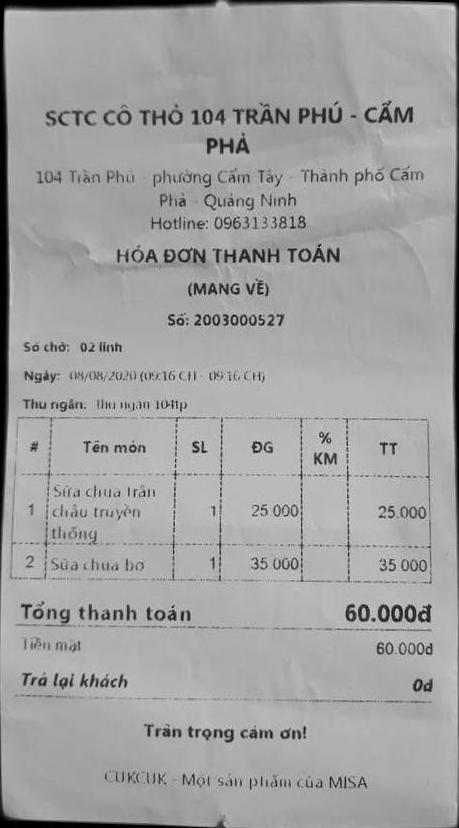 SCTC CÔ THỎ 104 TRẦN PHÚ - CẨM
PHẢ
104 Trần Phú - phường Cẩm Tây - Thành phố Cẩm
Phả - Quảng Ninh
Hotline: 0963133818
HÓA ĐƠN THANH TOÁN
(MANG VỀ)
Số: 2003000527
Số chờ: 02 linh
Ngày: 08/08/2020 (09:16 CH - 09:16 CH)
Thu ngân: thu ngân 104tp
# Tên món SL ĐG % KM TT
1 Sữa chua trân châu truyền thống 1 25.000 25.000
2 Sữa chua bơ 1 35.000 35.000
Tổng thanh toán 60.000đ
Tiền mặt 60.000đ
Trả lại khách 0đ
Trân trọng cảm ơn!
CUKCUK - Một sản phẩm của MISA